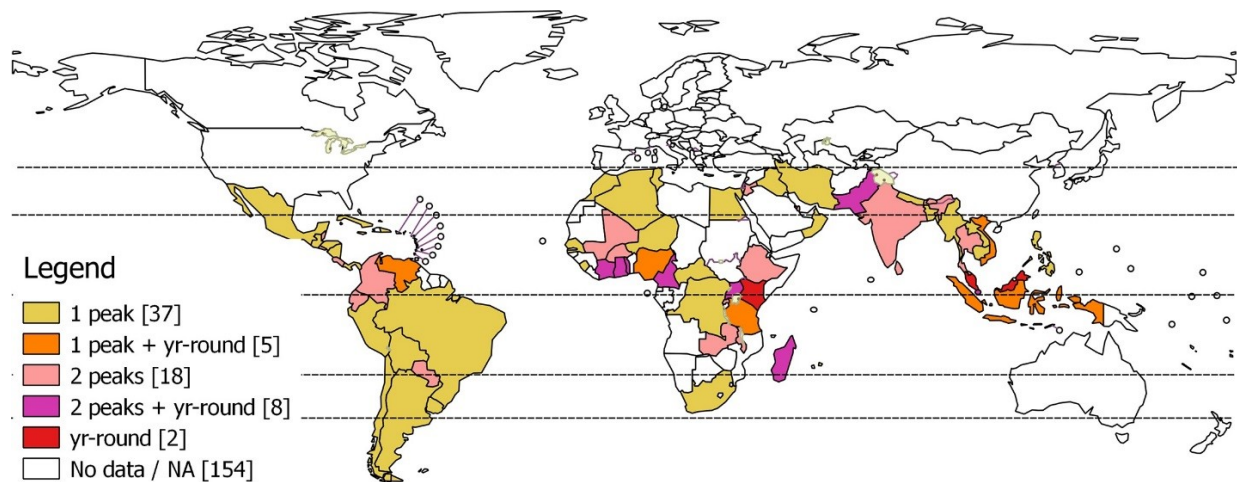 Legend
1 peak [37]
1 peak + yr-round [5]
2 peaks [18]
2 peaks + yr-round [8]
yr-round [2]
No data / NA [154]